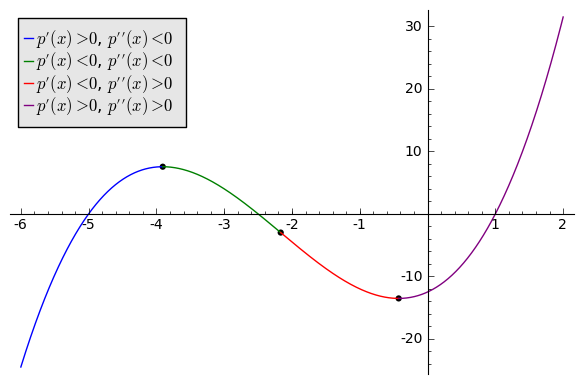 p′(x) >0, p′′(x) <0
p′(x) <0, p′′(x) <0
p′(x) <0, p′′(x) >0
p′(x) >0, p′′(x) >0
30
20
10
-6 -5 -4 -3 -2 -1 1 2
-10
-20